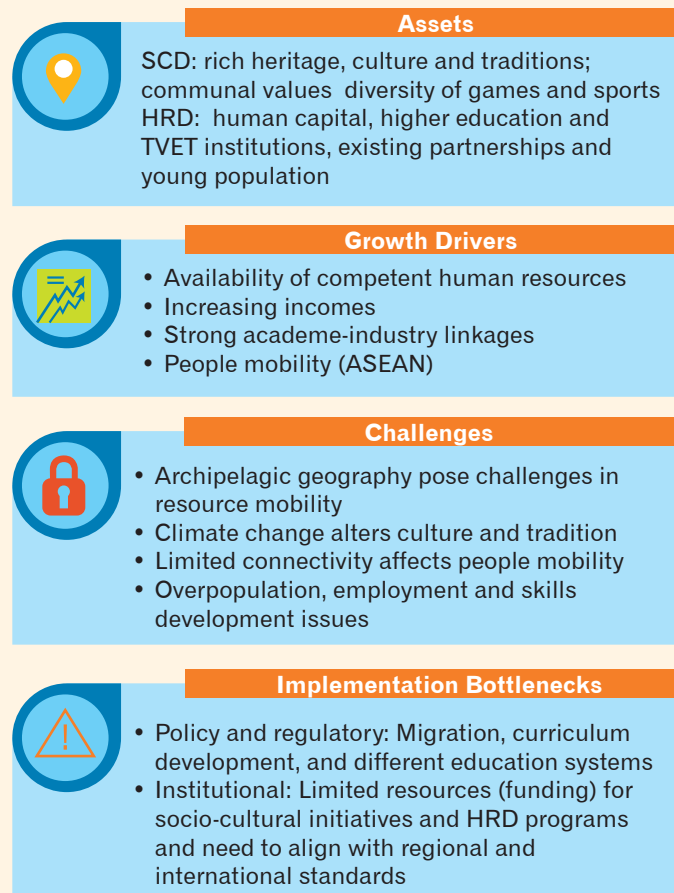 Assets
SCD: rich heritage, culture and traditions;
communal values  diversity of games and sports
HRD:  human capital, higher education and
TVET institutions, existing partnerships and
young population
Growth Drivers
• Availability of competent human resources
• Increasing incomes
• Strong academe-industry linkages
• People mobility (ASEAN)
Challenges
• Archipelagic geography pose challenges in
resource mobility
• Climate change alters culture and tradition
• Limited connectivity affects people mobility
• Overpopulation, employment and skills
development issues
Implementation Bottlenecks
• Policy and regulatory: Migration, curriculum
development, and different education systems
• Institutional: Limited resources (funding) for
socio-cultural initiatives and HRD programs
and need to align with regional and
international standards